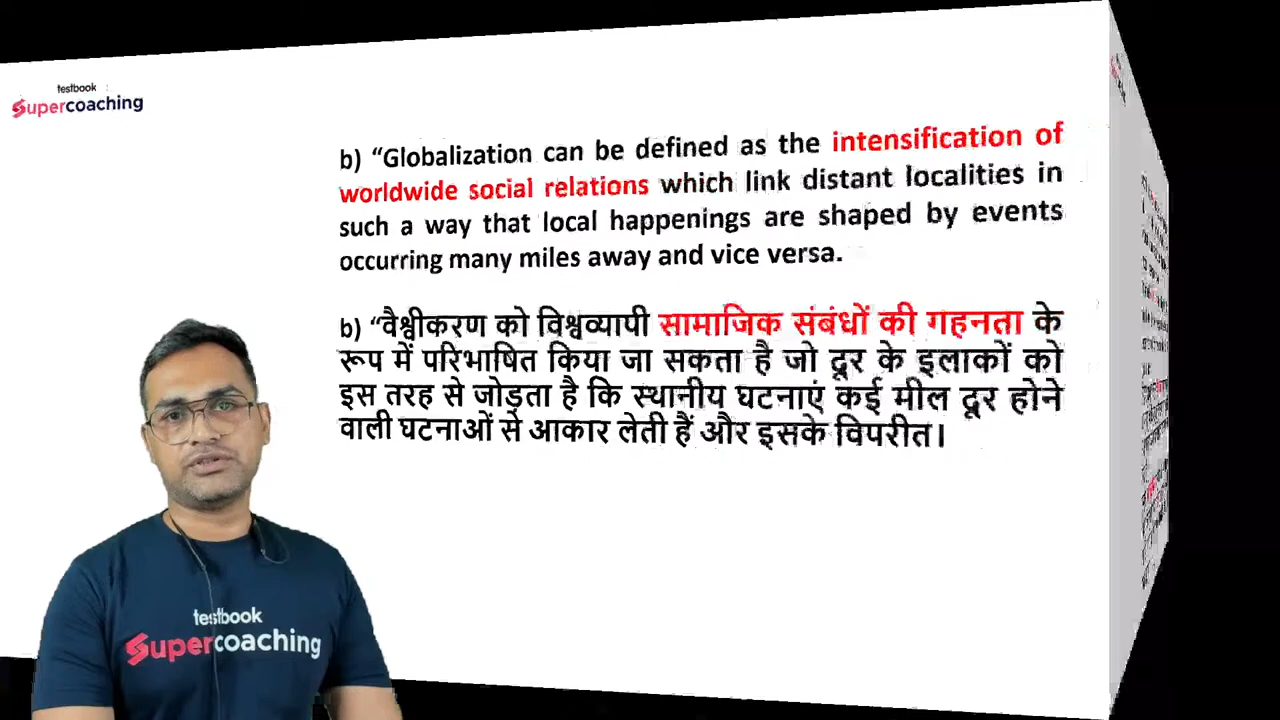 testbook
Supercoaching
b) “Globalization can be defined as the intensification of
worldwide social relations which link distant localities in
such a way that local happenings are shaped by events
occurring many miles away and vice versa.
b) “वैश्वीकरण को विश्वव्यापी सामाजिक संबंधों की गहनता के
रूप में परिभाषित किया जा सकता है जो दूर के इलाकों को
इस तरह से जोड़ता है कि स्थानीय घटनाएं कई मील दूर होने
वाली घटनाओं से आकार लेती हैं और इसके विपरीत।
testbook
Supercoaching